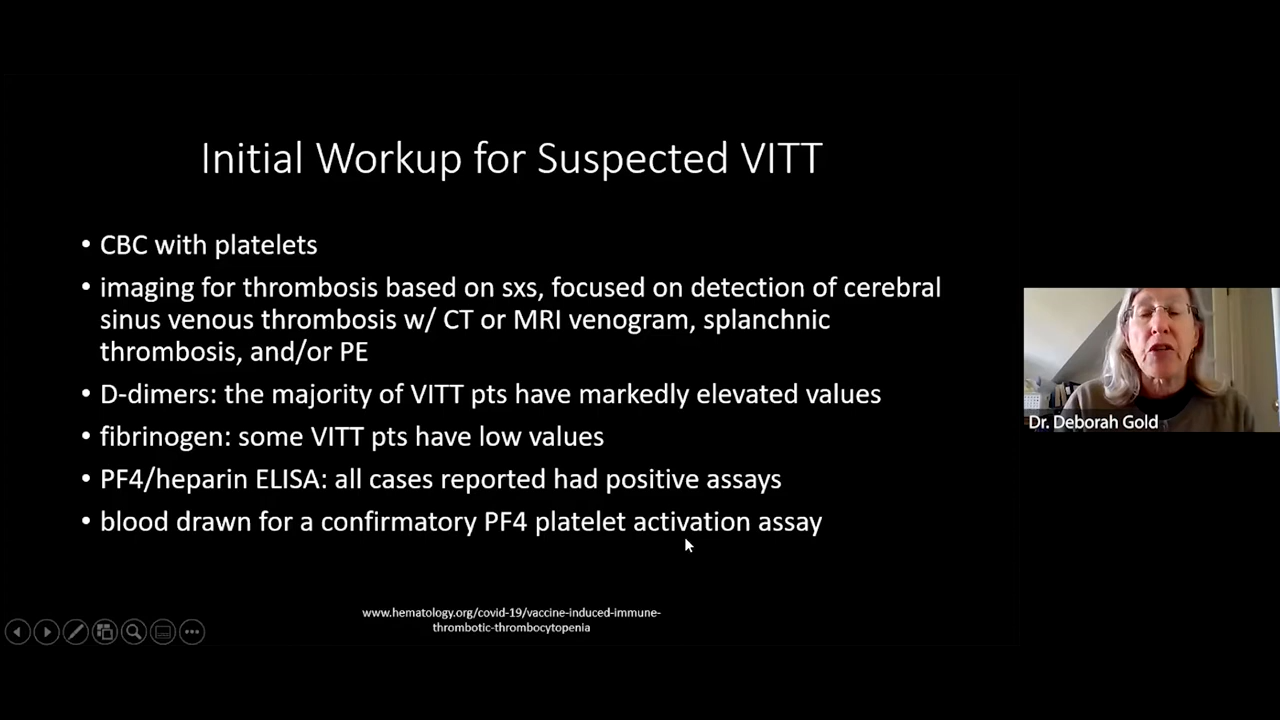 Initial Workup for Suspected VITT
• CBC with platelets
• imaging for thrombosis based on sxs, focused on detection of cerebral
sinus venous thrombosis w/ CT or MRI venogram, splanchnic
thrombosis, and/or PE
• D-dimers: the majority of VITT pts have markedly elevated values
• fibrinogen: some VITT pts have low values
• PF4/heparin ELISA: all cases reported had positive assays
• blood drawn for a confirmatory PF4 platelet activation assay
www.hematology.org/covid-19/vaccine-induced-immune-
thrombotic-thrombocytopenia
Dr. Deborah Gold